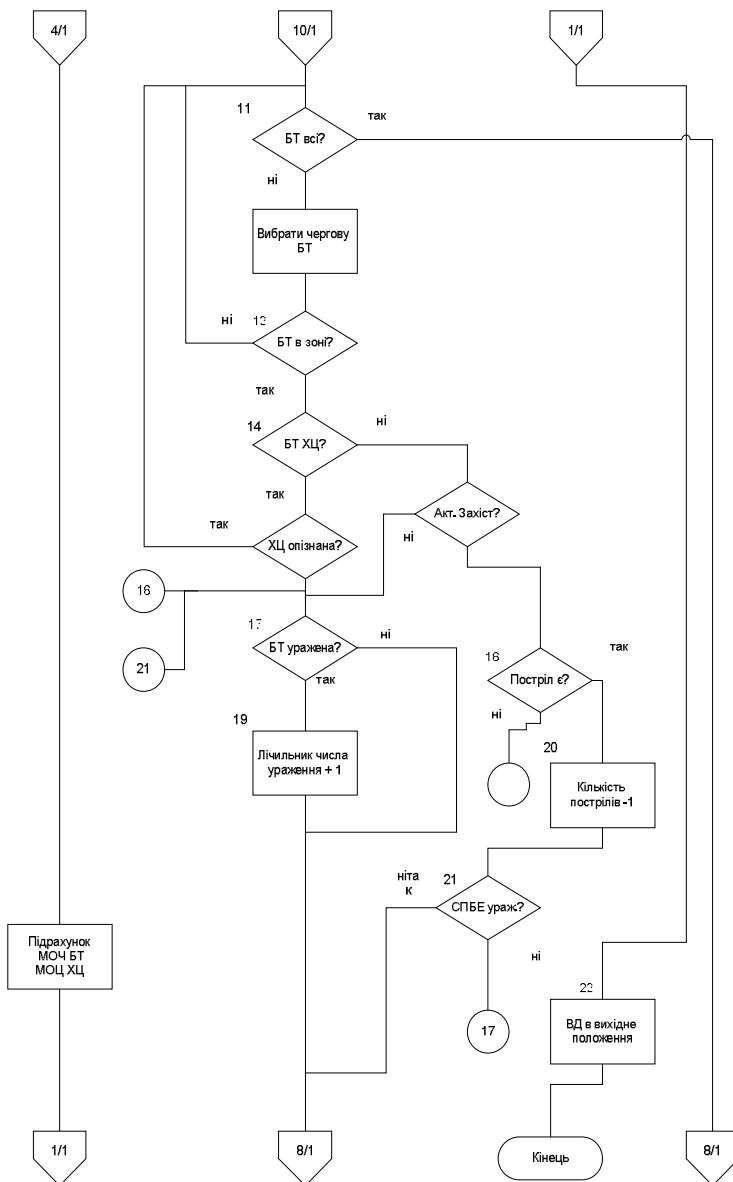 4/1
10/1
1/1
11
так
БТ всі?
ні
Вибрати чергову
БТ
ні
13
БТ в зоні?
так
14
ні
БТ ХЦ?
так
так
ХЦ опізнана?
Акт. Захіст?
ні
16
17
БТ уражена?
ні
так
21
16
так
Постріл є?
ні
19
Лічильник числа
ураження + 1
20
Кількість
пострілів -1
ніта
к
21
СПБЕ ураж.?
ні
Підрахунок
МОЧ БТ
МОЦ ХЦ
17
23
ВД в вихідне
положення
1/1
8/1
Кінець
8/1